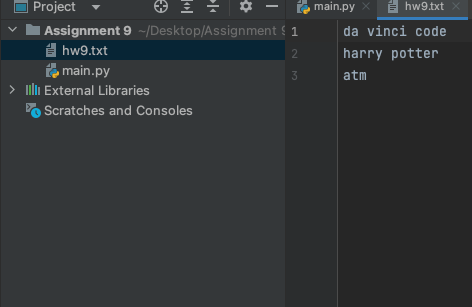 Project
Assignment 9 ~/Desktop/Assignment 9
hw9.txt
main.py
External Libraries
Scratches and Consoles
main.py
hw9.txt
1 da vinci code
2 harry potter
3 atm